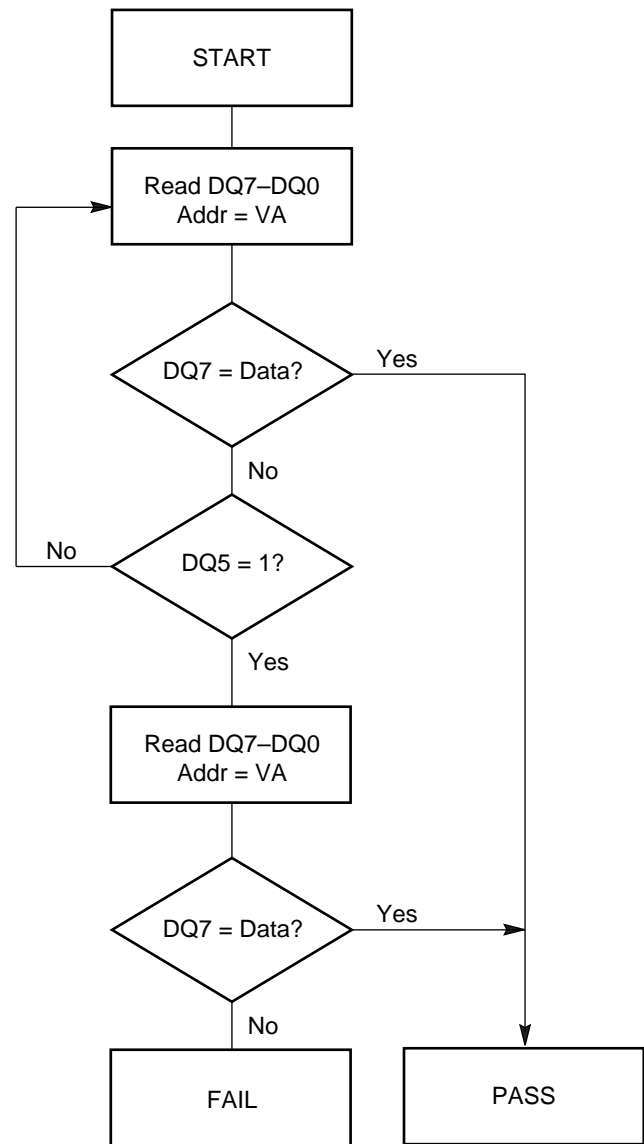 START
Read DQ7–DQ0
Addr = VA
DQ7 = Data?
Yes
No
No
DQ5 = 1?
Yes
Read DQ7–DQ0
Addr = VA
DQ7 = Data?
Yes
No
FAIL
PASS